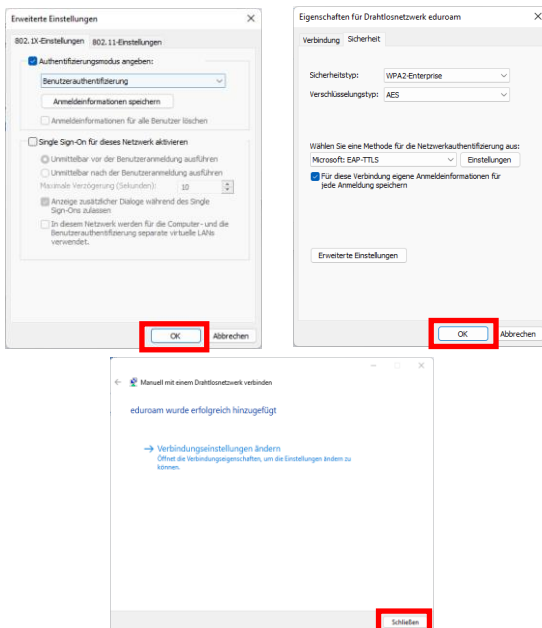 Erweiterte Einstellungen
802.1X-Einstellungen 802.11-Einstellungen
Authentifizierungsmodus angeben:
Benutzerauthentifizierung
Anmeldeinformationen speichern
Anmeldeinformationen für alle Benutzer löschen
Single Sign-On für dieses Netzwerk aktivieren
Unmittelbar vor der Benutzeranmeldung ausführen
Unmittelbar nach der Benutzeranmeldung ausführen
Maximale Verzögerung (Sekunden): 10
Anzeige zusätzlicher Dialoge während des Single
Sign-Ons zulassen
In diesem Netzwerk werden für die Computer- und die
Benutzerauthentifizierung separate virtuelle LANs
verwendet.
OK Abbrechen
Eigenschaften für Drahtlosnetzwerk eduroam
Verbindung Sicherheit
Sicherheitstyp: WPA2-Enterprise
Verschlüsselungstyp: AES
Wählen Sie eine Methode für die Netzwerkauthentifizierung aus:
Microsoft: EAP-TTLS Einstellungen
Für diese Verbindung eigene Anmeldeinformationen für
jede Anmeldung speichern
Erweiterte Einstellungen
OK Abbrechen
Manuell mit einem Drahtlosnetzwerk verbinden
eduroam wurde erfolgreich hinzugefügt
Verbindungseinstellungen ändern
Öffnet die Verbindungseigenschaften, um die Einstellungen ändern zu
können.
Schließen